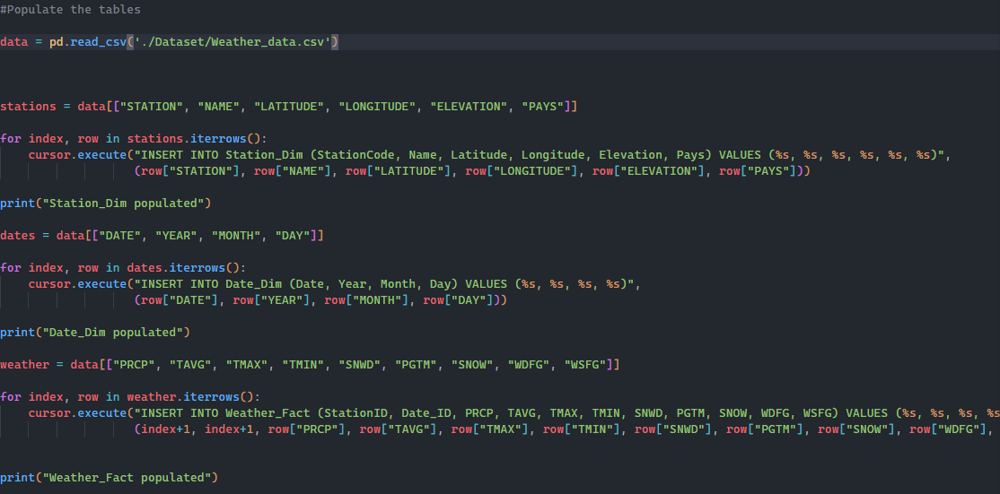 #Populate the tables
data = pd.read_csv('./Dataset/Weather_data.csv')
stations = data[["STATION", "NAME", "LATITUDE", "LONGITUDE", "ELEVATION", "PAYS"]]
for index, row in stations.iterrows():
    cursor.execute("INSERT INTO Station_Dim (StationCode, Name, Latitude, Longitude, Elevation, Pays) VALUES (%s, %s, %s, %s, %s, %s)",
                   (row["STATION"], row["NAME"], row["LATITUDE"], row["LONGITUDE"], row["ELEVATION"], row["PAYS"]))
print("Station_Dim populated")
dates = data[["DATE", "YEAR", "MONTH", "DAY"]]
for index, row in dates.iterrows():
    cursor.execute("INSERT INTO Date_Dim (Date, Year, Month, Day) VALUES (%s, %s, %s, %s)",
                   (row["DATE"], row["YEAR"], row["MONTH"], row["DAY"]))
print("Date_Dim populated")
weather = data[["PRCP", "TAVG", "TMAX", "TMIN", "SNWD", "PGTM", "SNOW", "WDFG", "WSFG"]]
for index, row in weather.iterrows():
    cursor.execute("INSERT INTO Weather_Fact (StationID, Date_ID, PRCP, TAVG, TMAX, TMIN, SNWD, PGTM, SNOW, WDFG, WSFG) VALUES (%s, %s, %s, %s
                   (index+1, index+1, row["PRCP"], row["TAVG"], row["TMAX"], row["TMIN"], row["SNWD"], row["PGTM"], row["SNOW"], row["WDFG"],
print("Weather_Fact populated")